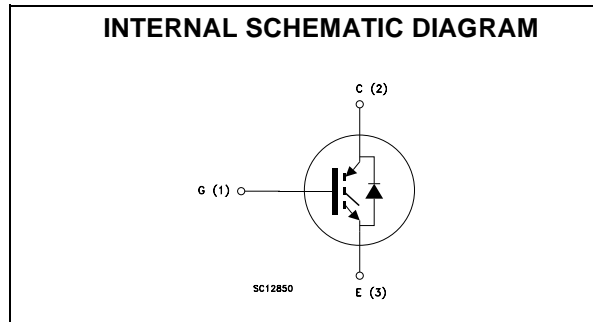 INTERNAL SCHEMATIC DIAGRAM
C (2)
G (1)
SC12850
E (3)